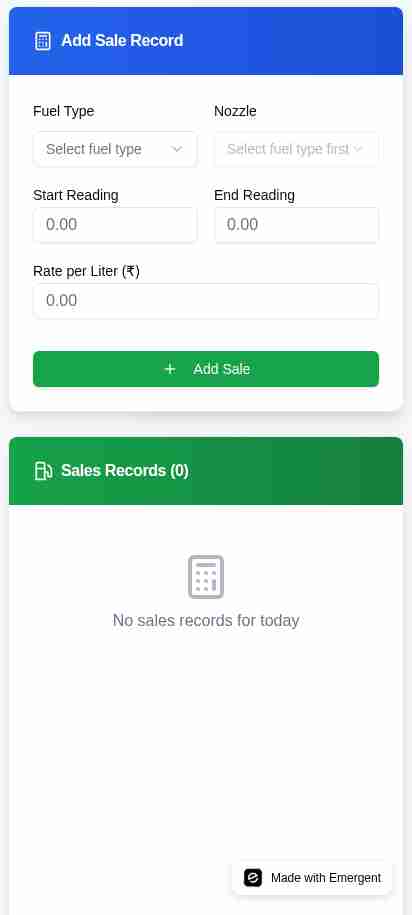 Add Sale Record
Fuel Type
Nozzle
Select fuel type
Select fuel type first
Start Reading
End Reading
0.00
0.00
Rate per Liter (₹)
0.00
+ Add Sale
Sales Records (0)
No sales records for today
Made with Emergent